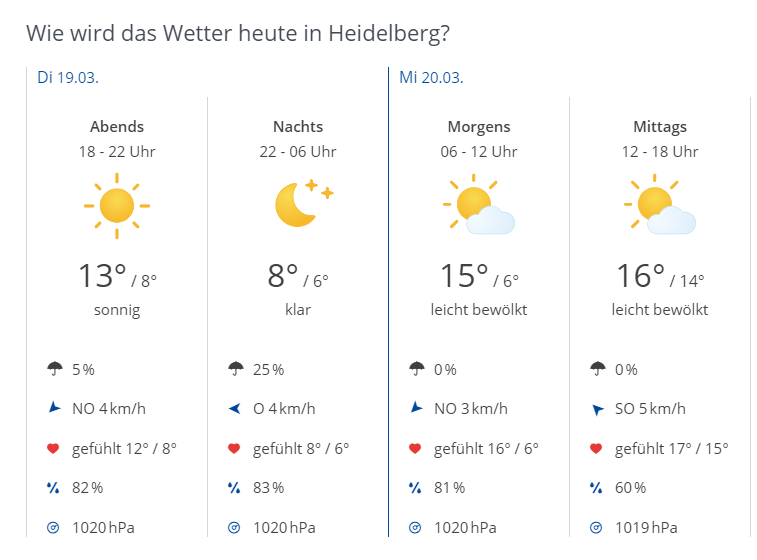 Wie wird das Wetter heute in Heidelberg?
Di 19.03.
Mi 20.03.
Abends
18 - 22 Uhr
13° / 8°
sonnig
5 %
NO 4 km/h
gefühlt 12° / 8°
82 %
1020 hPa
Nachts
22 - 06 Uhr
8° / 6°
klar
25 %
O 4 km/h
gefühlt 8° / 6°
83 %
1020 hPa
Morgens
06 - 12 Uhr
15° / 6°
leicht bewölkt
0 %
NO 3 km/h
gefühlt 16° / 6°
81 %
1020 hPa
Mittags
12 - 18 Uhr
16° / 14°
leicht bewölkt
0 %
SO 5 km/h
gefühlt 17° / 15°
60 %
1019 hPa